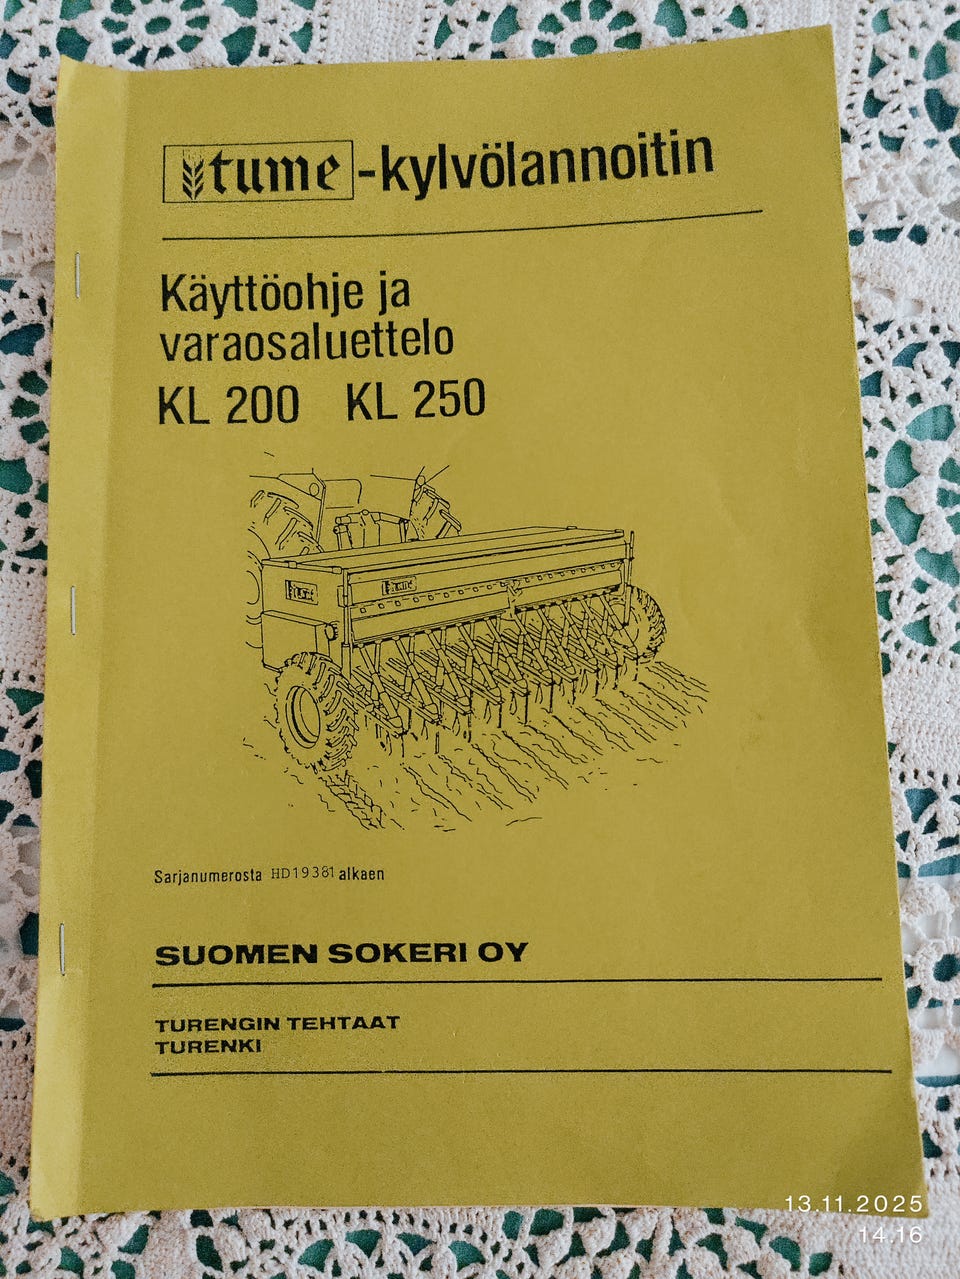 tume-kylvölannoitin
Käyttöohje ja
varaosaluettelo
KL 200 KL 250
tume
tume
Sarjanumerosta HD19381 alkaen
SUOMEN SOKERI OY
TURENGIN TEHTAAT
TURENKI
13.11.2025
14.16